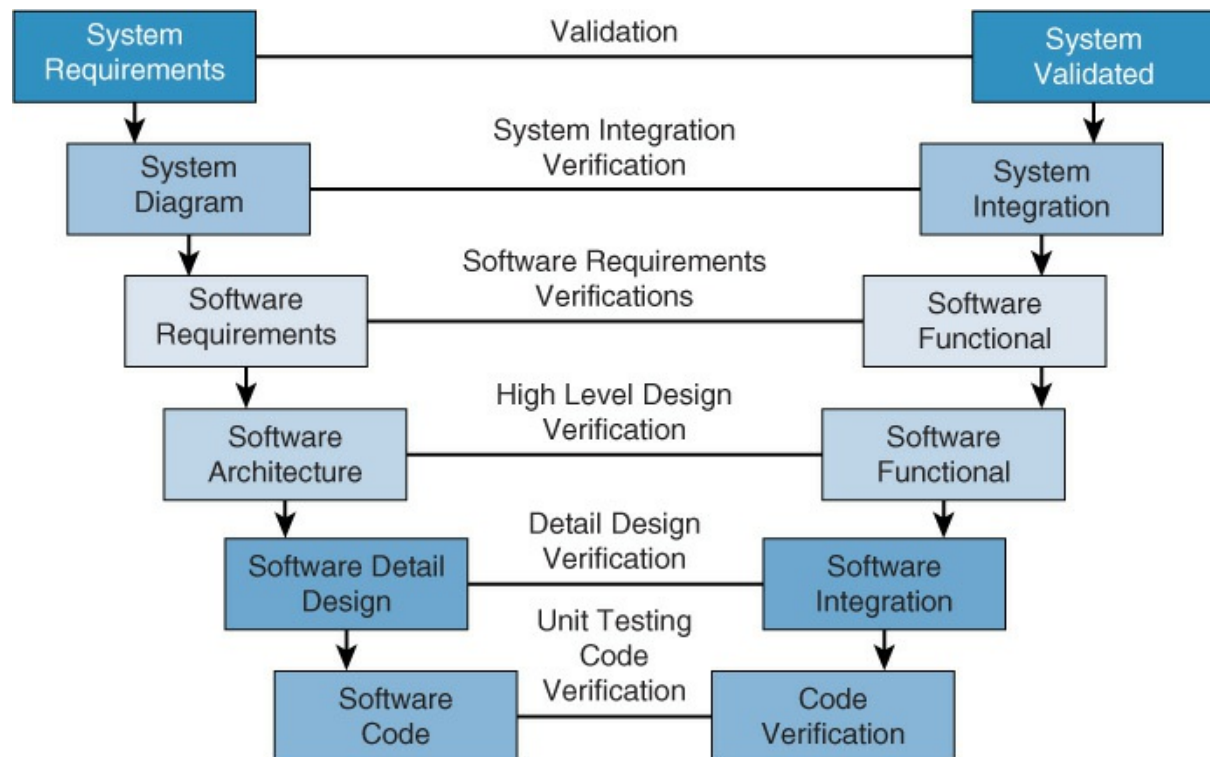 System
Requirements
Validation
System
Validated
System
Diagram
System Integration
Verification
System
Integration
Software
Requirements
Software Requirements
Verifications
Software
Functional
Software
Architecture
High Level Design
Verification
Software
Functional
Software Detail
Design
Detail Design
Verification
Software
Integration
Software
Code
Unit Testing
Code
Verification
Code
Verification